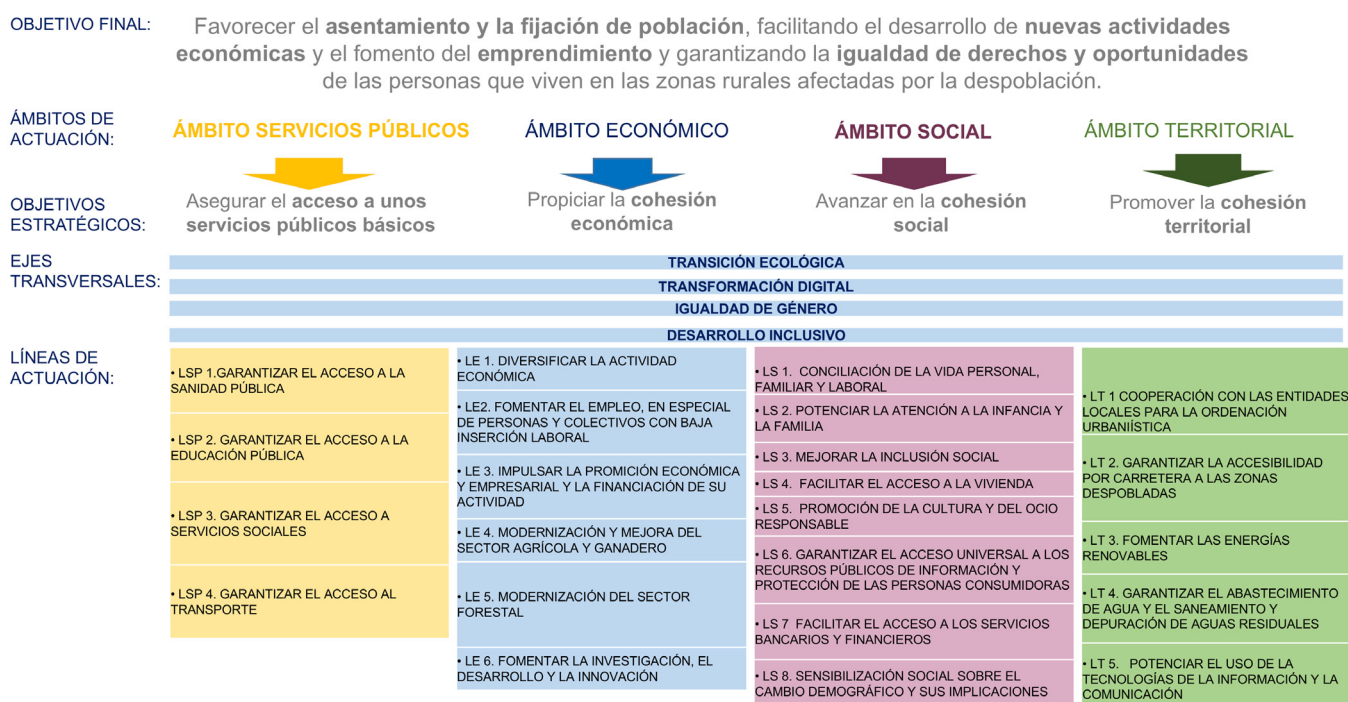 OBJETIVO FINAL:
Favorecer el asentamiento y la fijación de población, facilitando el desarrollo de nuevas actividades
económicas y el fomento del emprendimiento y garantizando la igualdad de derechos y oportunidades
de las personas que viven en las zonas rurales afectadas por la despoblación.
ÁMBITOS DE
ACTUACIÓN:
ÁMBITO SERVICIOS PÚBLICOS
ÁMBITO ECONÓMICO
ÁMBITO SOCIAL
ÁMBITO TERRITORIAL
OBJETIVOS
ESTRATÉGICOS:
Asegurar el acceso a unos
servicios públicos básicos
Propiciar la cohesión
económica
Avanzar en la cohesión
social
Promover la cohesión
territorial
EJES
TRANSVERSALES:
TRANSICIÓN ECOLÓGICA
TRANSFORMACIÓN DIGITAL
IGUALDAD DE GÉNERO
DESARROLLO INCLUSIVO
LÍNEAS DE
ACTUACIÓN:
• LSP 1.GARANTIZAR EL ACCESO A LA
SANIDAD PÚBLICA
• LSP 2. GARANTIZAR EL ACCESO A LA
EDUCACIÓN PÚBLICA
• LSP 3. GARANTIZAR EL ACCESO A
SERVICIOS SOCIALES
• LSP 4. GARANTIZAR EL ACCESO AL
TRANSPORTE
• LE 1. DIVERSIFICAR LA ACTIVIDAD
ECONÓMICA
• LE2. FOMENTAR EL EMPLEO, EN ESPECIAL
DE PERSONAS Y COLECTIVOS CON BAJA
INSERCIÓN LABORAL
• LE 3. IMPULSAR LA PROMICIÓN ECONÓMICA
Y EMPRESARIAL Y LA FINANCIACIÓN DE SU
ACTIVIDAD
• LE 4. MODERNIZACIÓN Y MEJORA DEL
SECTOR AGRÍCOLA Y GANADERO
• LE 5. MODERNIZACIÓN DEL SECTOR
FORESTAL
• LE 6. FOMENTAR LA INVESTIGACIÓN, EL
DESARROLLO Y LA INNOVACIÓN
• LS 1. CONCILIACIÓN DE LA VIDA PERSONAL,
FAMILIAR Y LABORAL
• LS 2. POTENCIAR LA ATENCIÓN A LA INFANCIA Y
LA FAMILIA
• LS 3. MEJORAR LA INCLUSIÓN SOCIAL
• LS 4. FACILITAR EL ACCESO A LA VIVIENDA
• LS 5. PROMOCIÓN DE LA CULTURA Y DEL OCIO
RESPONSABLE
• LS 6. GARANTIZAR EL ACCESO UNIVERSAL A LOS
RECURSOS PÚBLICOS DE INFORMACIÓN Y
PROTECCIÓN DE LAS PERSONAS CONSUMIDORAS
• LS 7 FACILITAR EL ACCESO A LOS SERVICIOS
BANCARIOS Y FINANCIEROS
• LS 8. SENSIBILIZACIÓN SOCIAL SOBRE EL
CAMBIO DEMOGRÁFICO Y SUS IMPLICACIONES
• LT 1 COOPERACIÓN CON LAS ENTIDADES
LOCALES PARA LA ORDENACIÓN
URBANIÍSTICA
• LT 2. GARANTIZAR LA ACCESIBILIDAD
POR CARRETERA A LAS ZONAS
DESPOBLADAS
• LT 3. FOMENTAR LAS ENERGÍAS
RENOVABLES
• LT 4. GARANTIZAR EL ABASTECIMIENTO
DE AGUA Y EL SANEAMIENTO Y
DEPURACIÓN DE AGUAS RESIDUALES
• LT 5. POTENCIAR EL USO DE LA
TECNOLOGÍAS DE LA INFORMACIÓN Y LA
COMUNICACIÓN